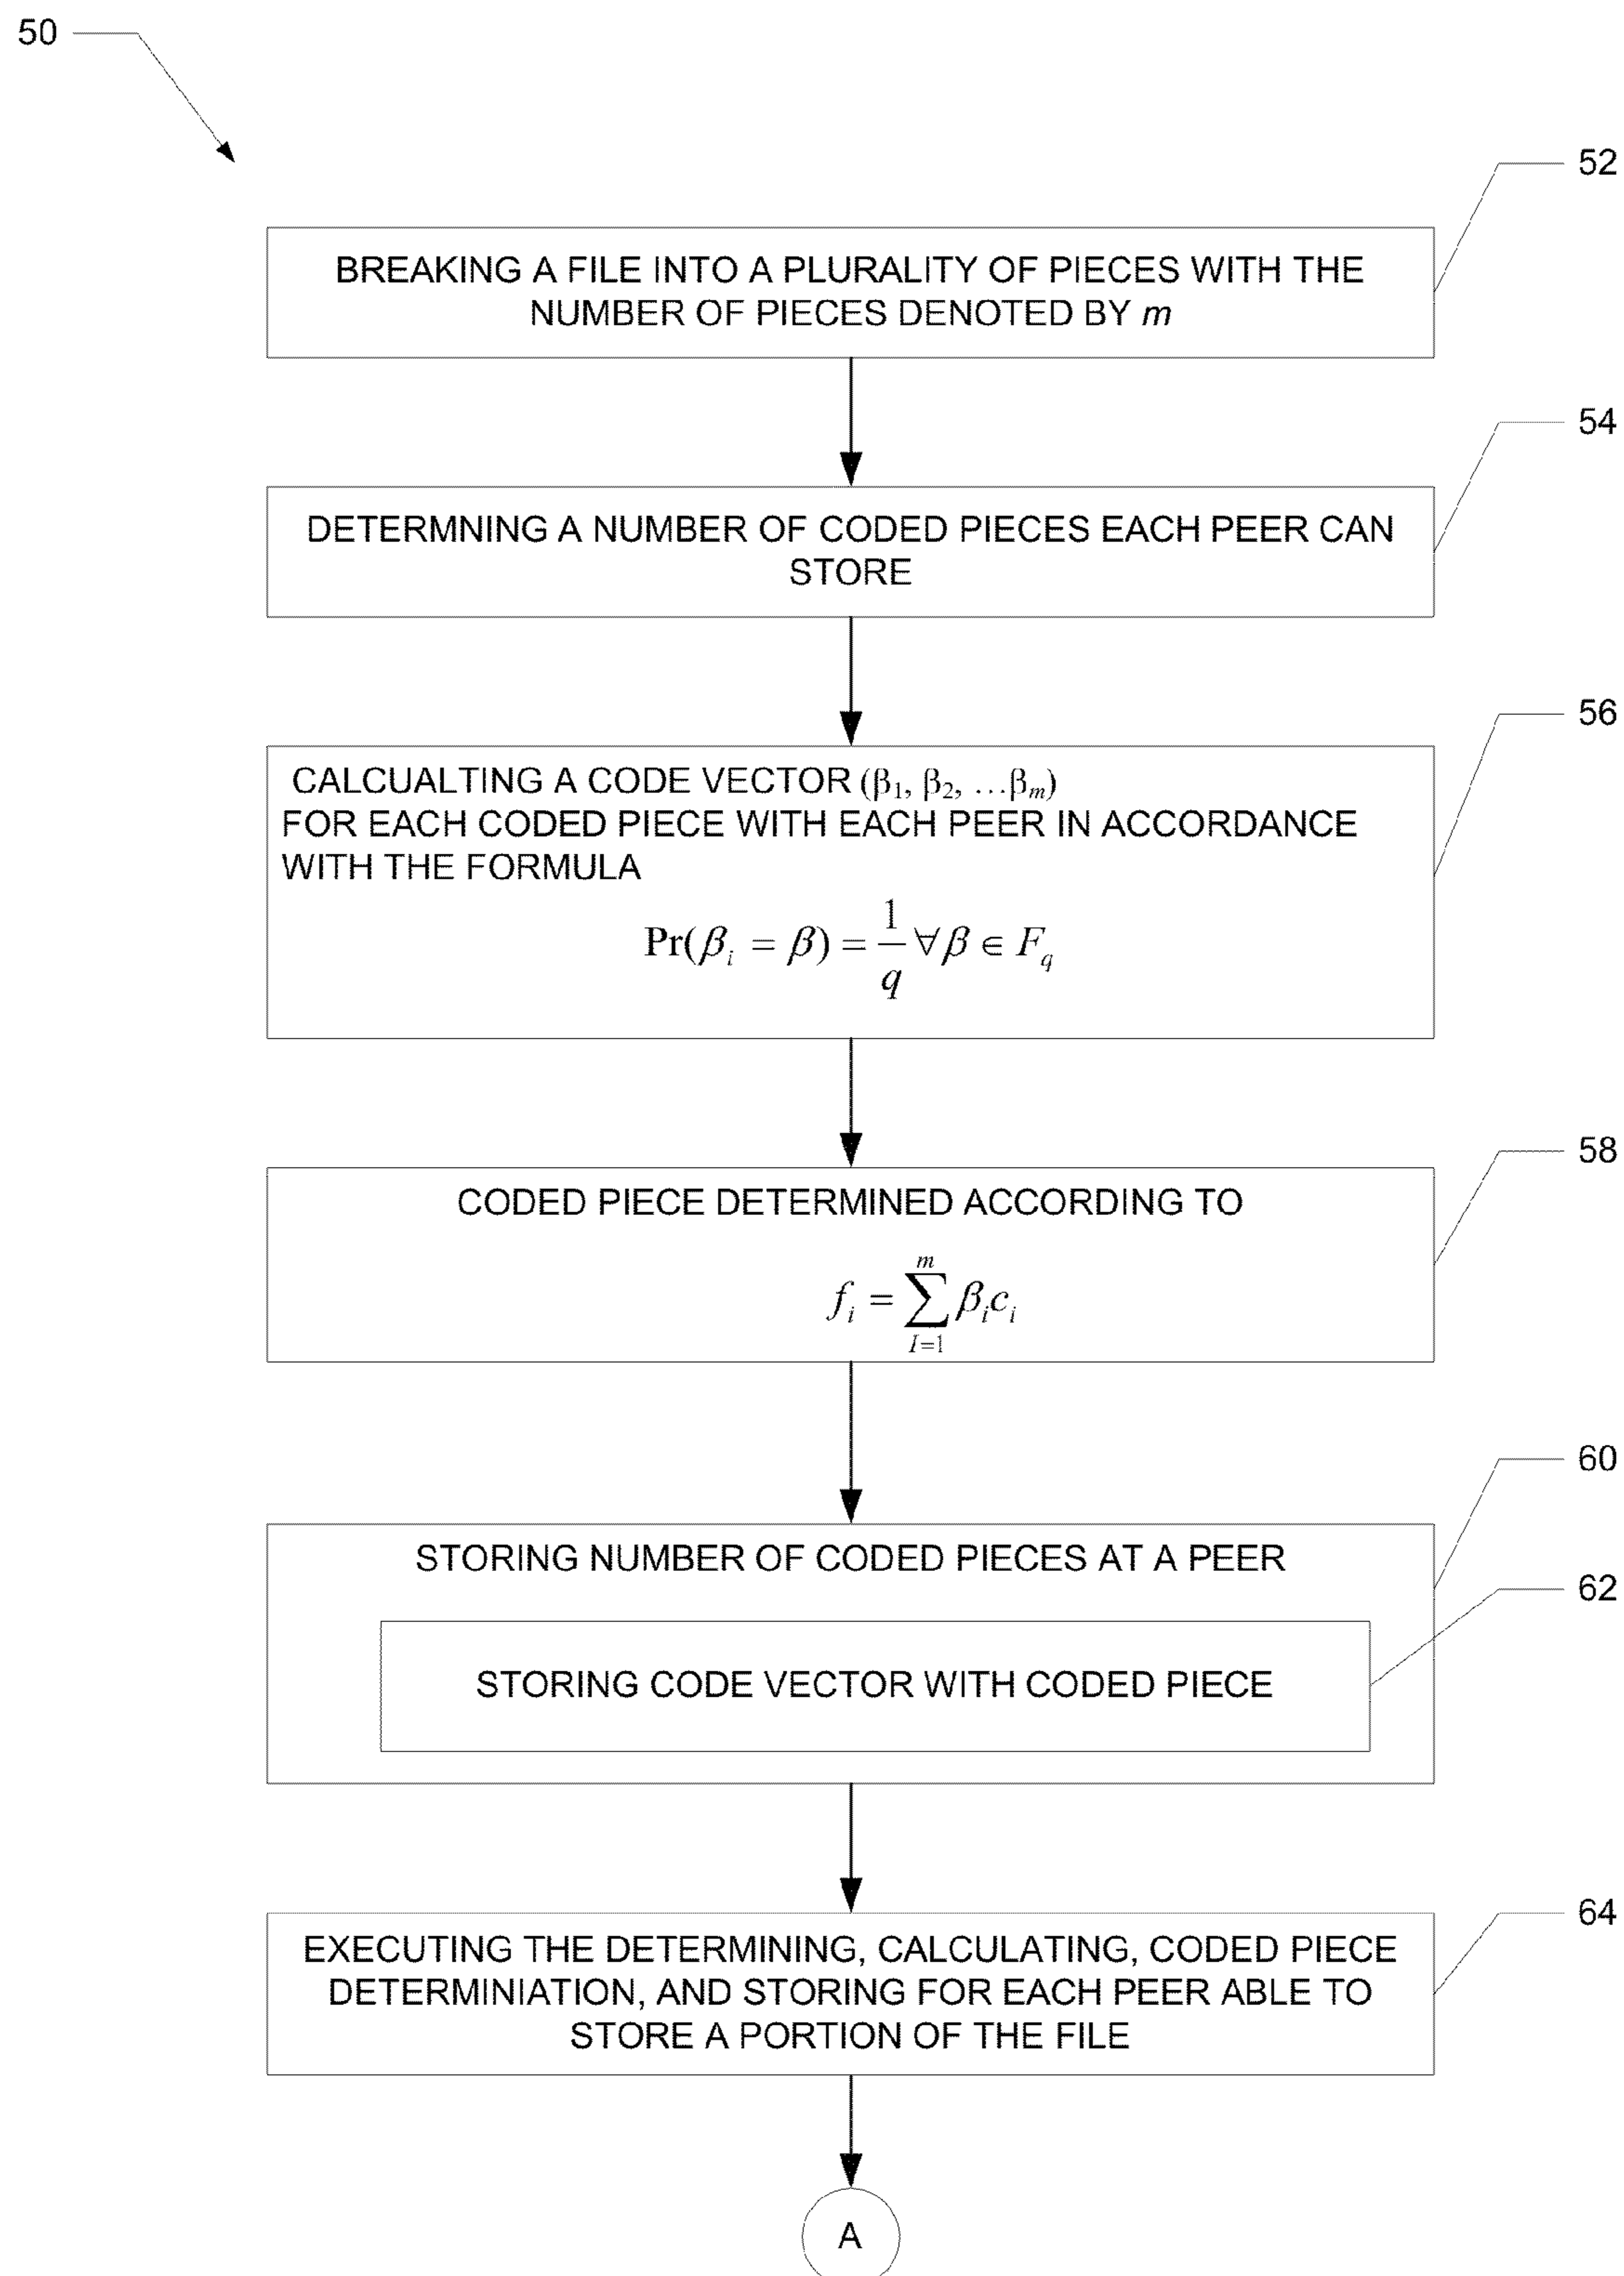 50
52
BREAKING A FILE INTO A PLURALITY OF PIECES WITH THE
NUMBER OF PIECES DENOTED BY m
54
DETERMNING A NUMBER OF CODED PIECES EACH PEER CAN
STORE
56
CALCUALTING A CODE VECTOR (β₁, β₂, …βₘ)
FOR EACH CODED PIECE WITH EACH PEER IN ACCORDANCE
WITH THE FORMULA
Pr(βᵢ = β) = 1/q ∀β ∈ F_q
58
CODED PIECE DETERMINED ACCORDING TO
fᵢ = ∑_{I=1}^{m} βᵢcᵢ
60
STORING NUMBER OF CODED PIECES AT A PEER
62
STORING CODE VECTOR WITH CODED PIECE
64
EXECUTING THE DETERMINING, CALCULATING, CODED PIECE
DETERMINIATION, AND STORING FOR EACH PEER ABLE TO
STORE A PORTION OF THE FILE
A